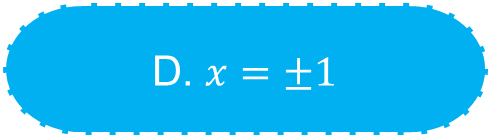 D. x = ±1